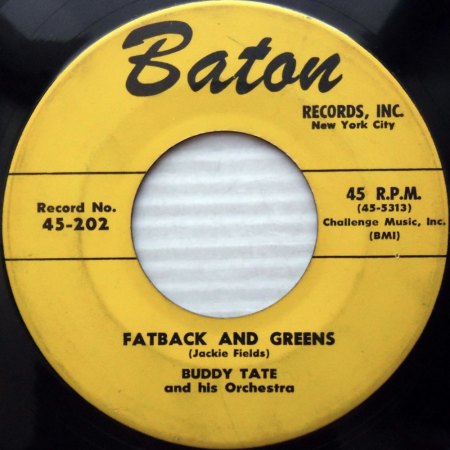 Baton
RECORDS, INC.
New York City
Record No.
45-202
45 R.P.M.
(45-5313)
Challenge Music, Inc.
(BMI)
FATBACK AND GREENS
(Jackie Fields)
BUDDY TATE
and his Orchestra